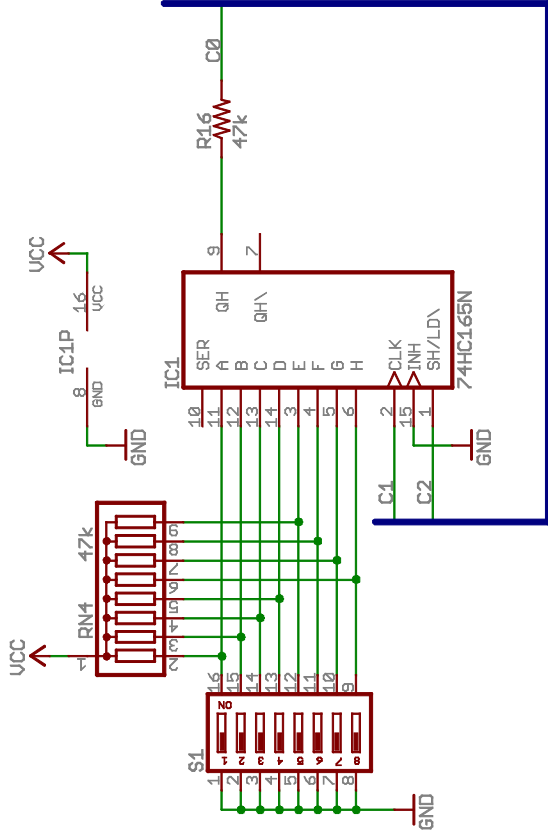 C0
R16
47k
VCC
16
VCC
IC1P
8
GND
GND
9
7
QH
QH\
IC1
74HC165N
SER
A
B
C
D
E
F
G
H
CLK
INH
SH/LD\
10
11
12
13
14
3
4
5
6
2
15
1
GND
C1
C2
47k
RN4
VCC
1
9
8
7
6
5
4
3
2
16
15
14
13
12
11
10
9
S1
ON
1
2
3
4
5
6
7
8
1
2
3
4
5
6
7
8
GND